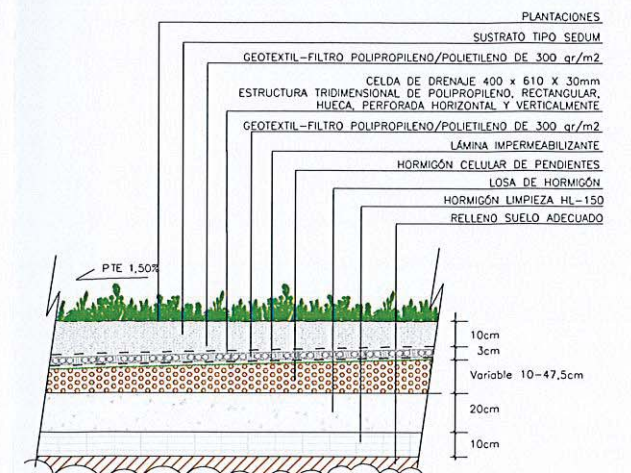 PLANTACIONES
SUSTRATO TIPO SEDUM
GEOTEXTIL-FILTRO POLIPROPILENO/POLIETILENO DE 300 gr/m2
CELDA DE DRENAJE 400 x 610 X 30mm
ESTRUCTURA TRIDIMENSIONAL DE POLIPROPILENO, RECTANGULAR,
HUECA, PERFORADA HORIZONTAL Y VERTICALMENTE
GEOTEXTIL-FILTRO POLIPROPILENO/POLIETILENO DE 300 gr/m2
LÁMINA IMPERMEABILIZANTE
HORMIGÓN CELULAR DE PENDIENTES
LOSA DE HORMIGÓN
HORMIGÓN LIMPIEZA HL-150
RELLENO SUELO ADECUADO
PTE 1,50%
10cm
3cm
Variable 10-47,5cm
20cm
10cm